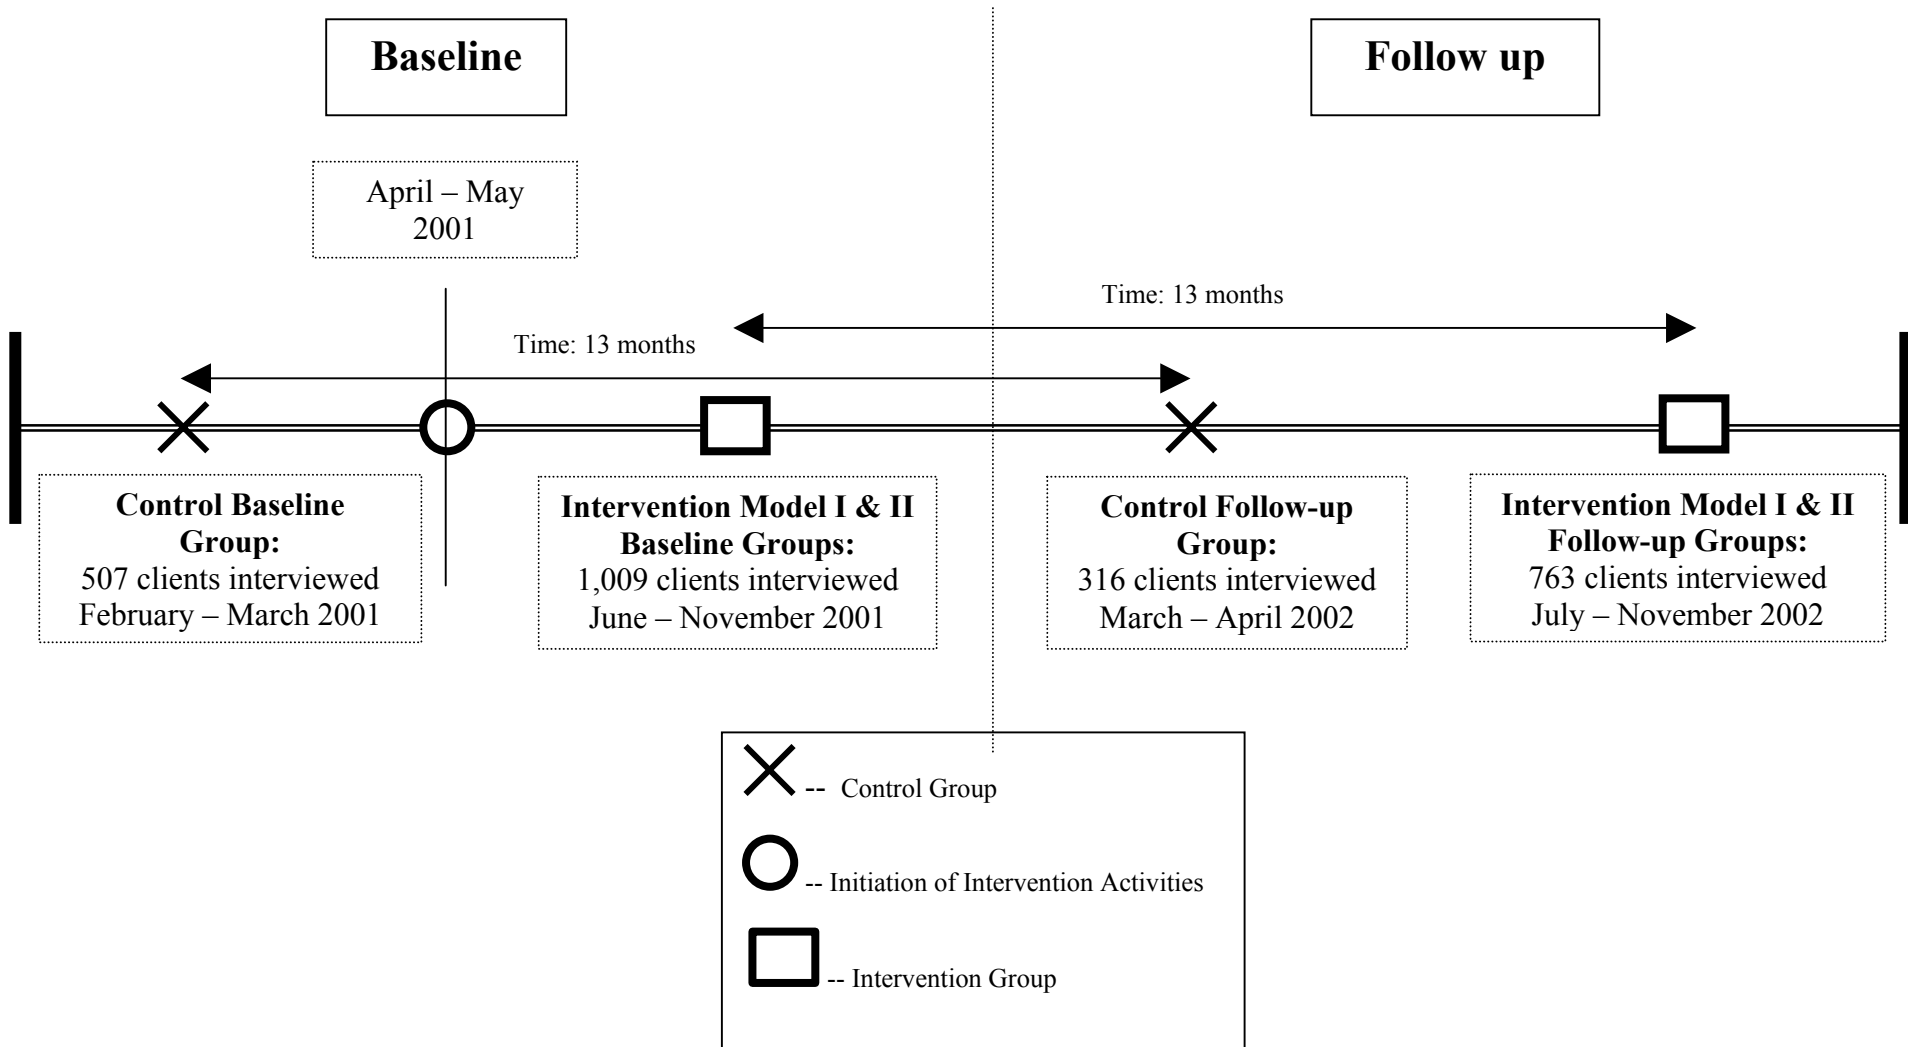 Baseline
Follow up
April – May
2001
Time: 13 months
Time: 13 months
Control Baseline
Group:
507 clients interviewed
February – March 2001
Intervention Model I & II
Baseline Groups:
1,009 clients interviewed
June – November 2001
Control Follow-up
Group:
316 clients interviewed
March – April 2002
Intervention Model I & II
Follow-up Groups:
763 clients interviewed
July – November 2002
-- Control Group
-- Initiation of Intervention Activities
-- Intervention Group